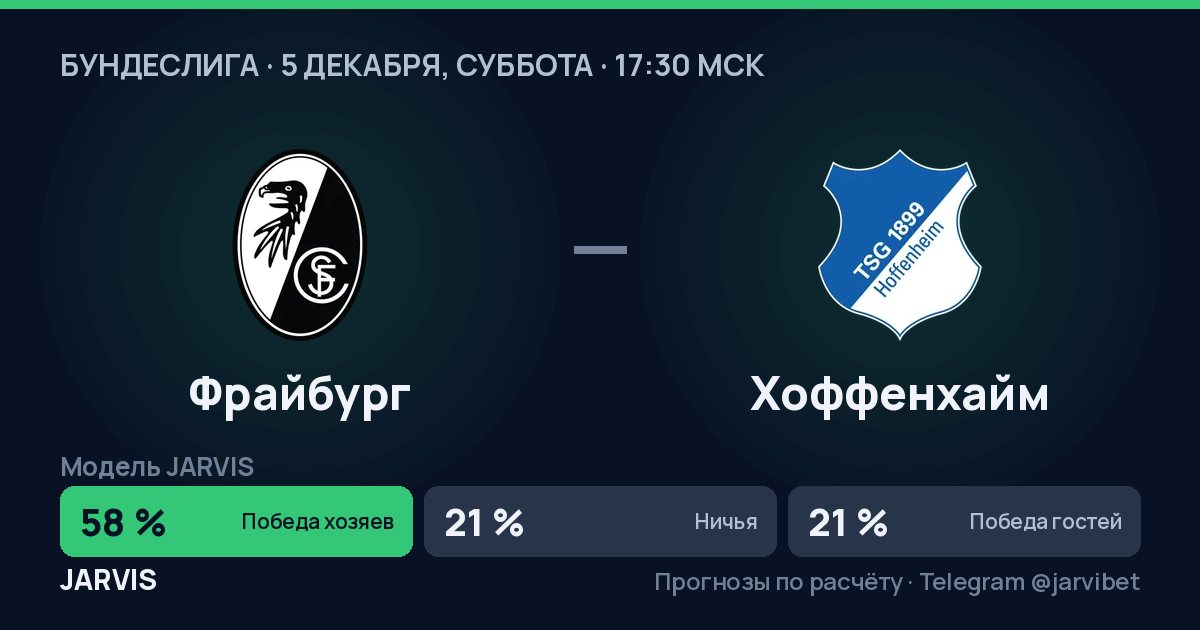 БУНДЕСЛИГА · 5 ДЕКАБРЯ, СУББОТА · 17:30 МСК
SC
F
TSG 1899
Hoffenheim
Фрайбург
Хоффенхайм
Модель JARVIS
58 % Победа хозяев
21 % Ничья
21 % Победа гостей
JARVIS
Прогнозы по расчёту · Telegram @jarvibet